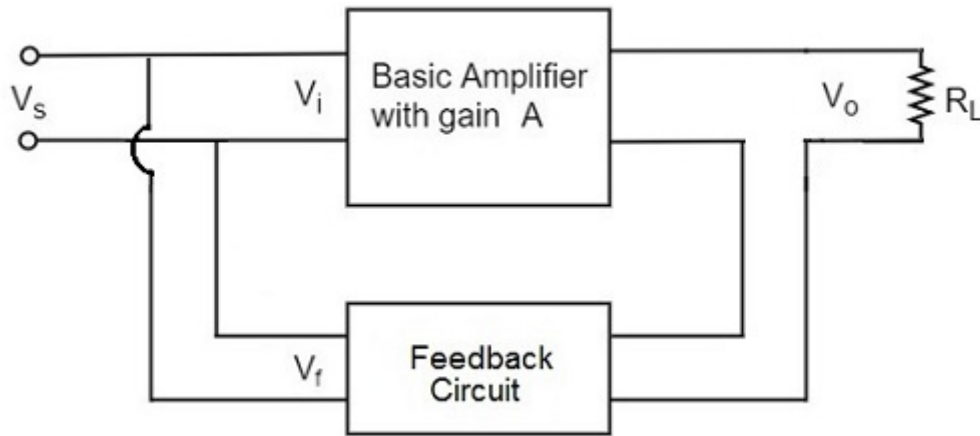 Basic Amplifier
with gain A
Vs
Vi
Vo
RL
Feedback
Circuit
Vf